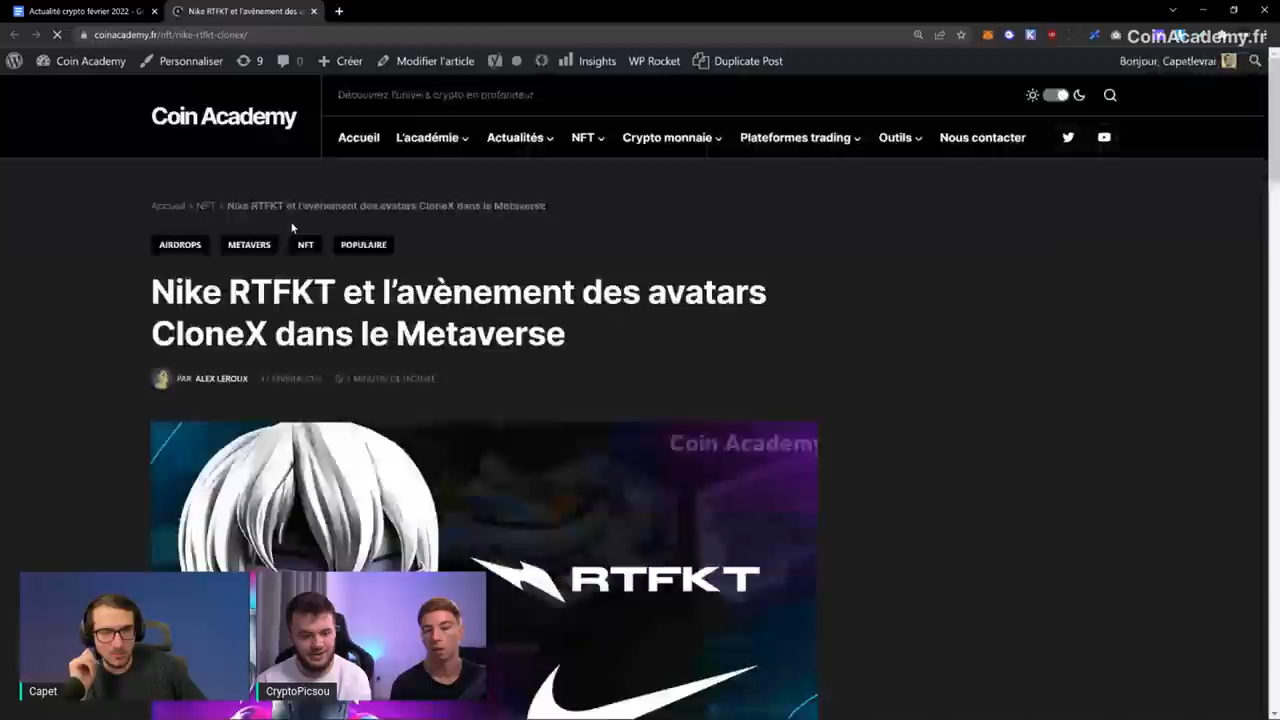 Actualité crypto février 2022 - G
Nike RTFKT et l'avènement des a
coinacademy.fr/nft/nike-rtfkt-clonex/
CoinAcademy.fr
Coin Academy
Personnaliser
9
0
Créer
Modifier l'article
Insights
WP Rocket
Duplicate Post
Bonjour, Capetlevrai
Découvrez l'univers crypto en profondeur
Coin Academy
Accueil
L'académie
Actualités
NFT
Crypto monnaie
Plateformes trading
Outils
Nous contacter
Accueil » NFT » Nike RTFKT et l'avènement des avatars CloneX dans le Metaverse
AIRDROPS
METAVERS
NFT
POPULAIRE
Nike RTFKT et l'avènement des avatars
CloneX dans le Metaverse
PAR ALEX LEROUX
MINUTES DE LECTURE
Coin Academy
RTFKT
Capet
CryptoPicsou